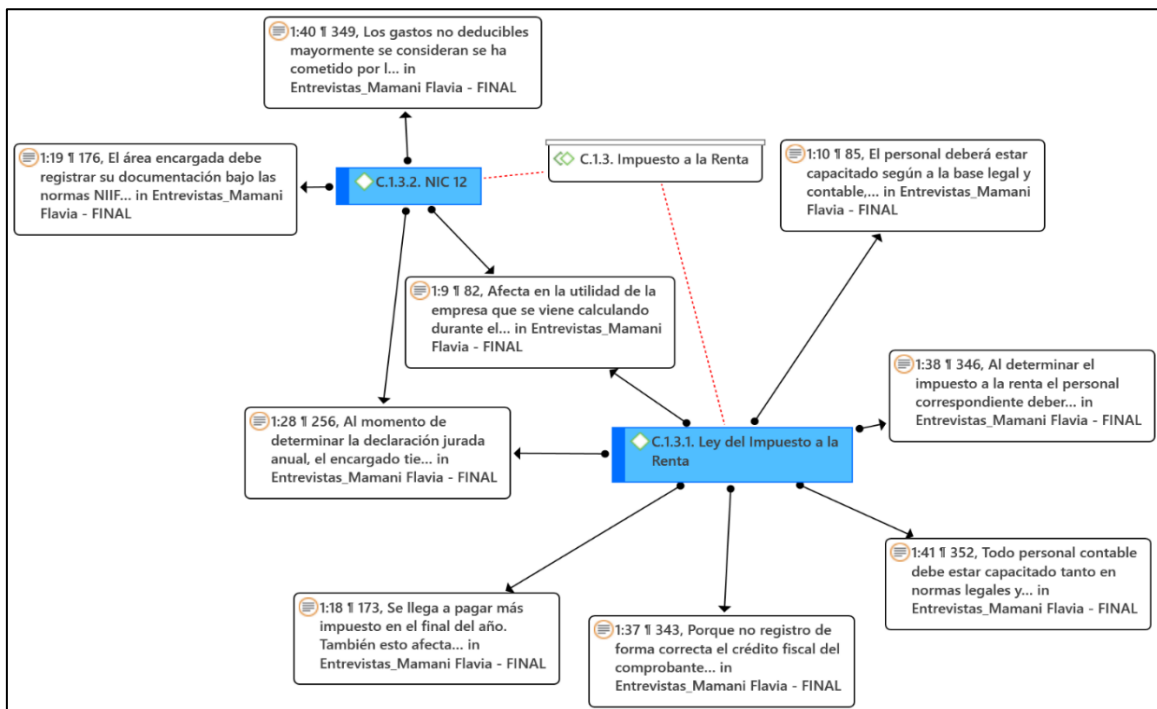 1:40 ¶ 349, Los gastos no deducibles
mayormente se consideran se ha
cometido por l... in
Entrevistas_Mamani Flavia - FINAL
1:19 ¶ 176, El área encargada debe
registrar su documentación bajo las
normas NIIF... in Entrevistas_Mamani
Flavia - FINAL
C.1.3.2. NIC 12
C.1.3. Impuesto a la Renta
1:10 ¶ 85, El personal deberá estar
capacitado según a la base legal y
contable,... in Entrevistas_Mamani
Flavia - FINAL
1:9 ¶ 82, Afecta en la utilidad de la
empresa que se viene calculando
durante el... in Entrevistas_Mamani
Flavia - FINAL
1:38 ¶ 346, Al determinar el
impuesto a la renta el personal
correspondiente deber... in
Entrevistas_Mamani Flavia - FINAL
1:28 ¶ 256, Al momento de
determinar la declaración jurada
anual, el encargado tie... in
Entrevistas_Mamani Flavia - FINAL
C.1.3.1. Ley del Impuesto a la
Renta
1:41 ¶ 352, Todo personal contable
debe estar capacitado tanto en
normas legales y... in
Entrevistas_Mamani Flavia - FINAL
1:18 ¶ 173, Se llega a pagar más
impuesto en el final del año.
También esto afecta... in
Entrevistas_Mamani Flavia - FINAL
1:37 ¶ 343, Porque no registro de
forma correcta el crédito fiscal del
comprobante... in
Entrevistas_Mamani Flavia - FINAL